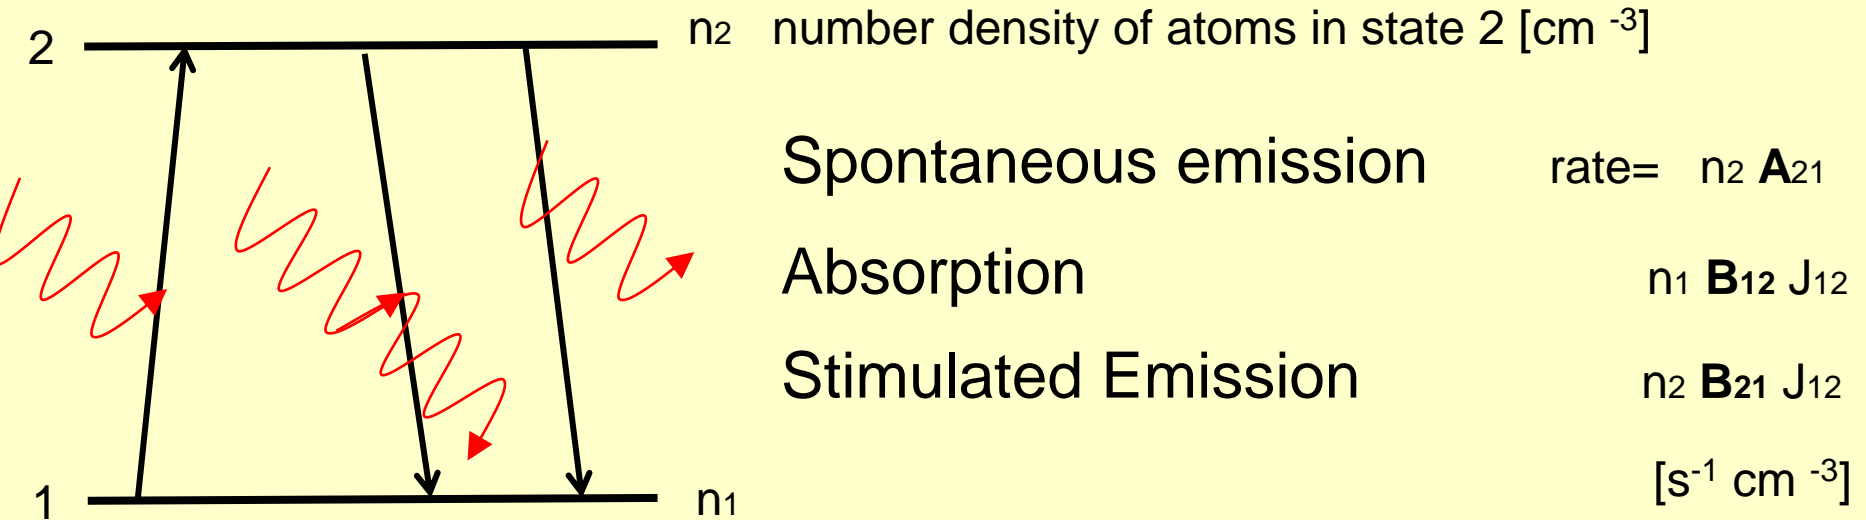 2 n2 number density of atoms in state 2 [cm -3]
Spontaneous emission rate= n2 A21
Absorption n1 B12 J12
Stimulated Emission n2 B21 J12
[s-1 cm -3]
1 n1